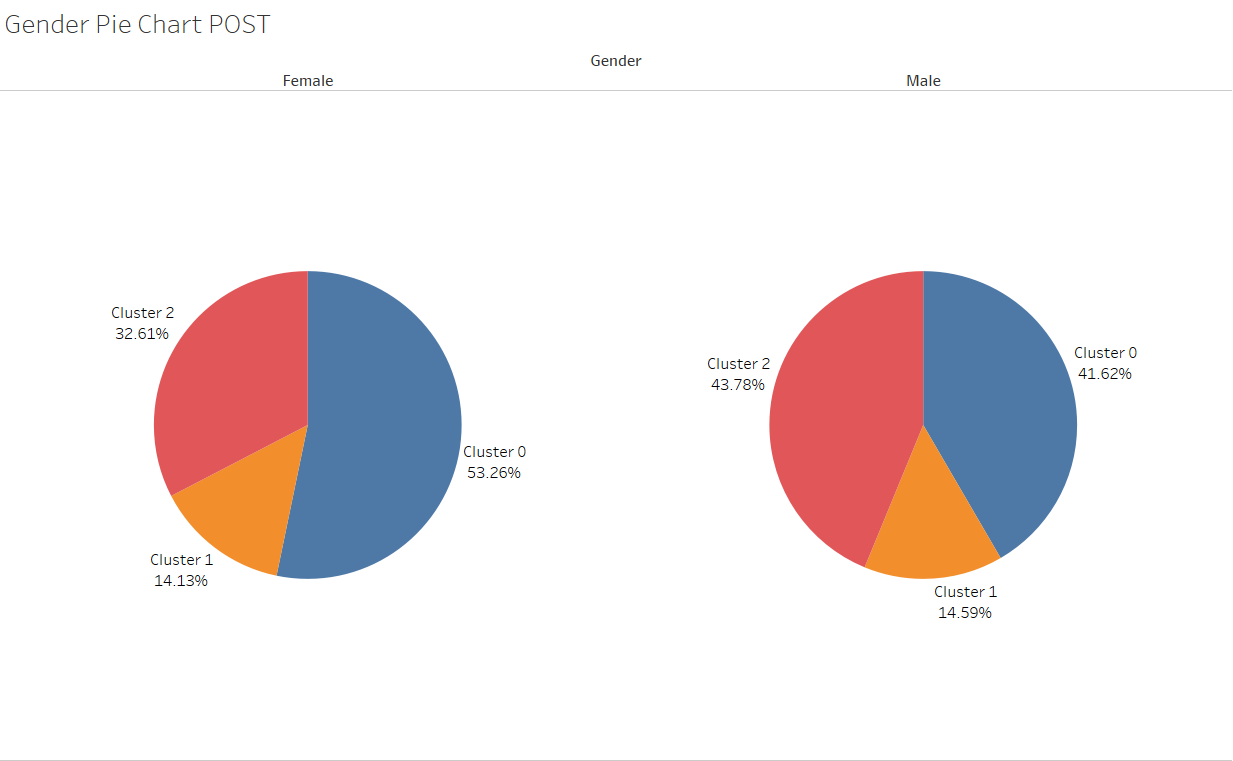 Gender Pie Chart POST
Gender
Female
Male
Cluster 2
32.61%
Cluster 0
53.26%
Cluster 1
14.13%
Cluster 0
41.62%
Cluster 2
43.78%
Cluster 1
14.59%